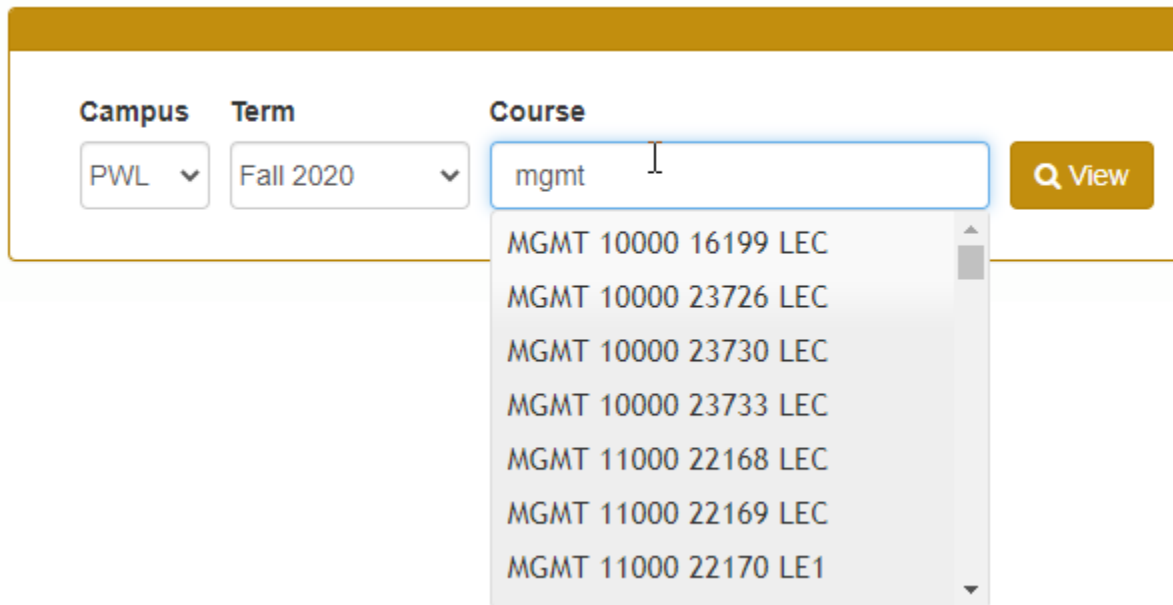 Campus Term Course
PWL Fall 2020 mgmt View
MGMT 10000 16199 LEC
MGMT 10000 23726 LEC
MGMT 10000 23730 LEC
MGMT 10000 23733 LEC
MGMT 11000 22168 LEC
MGMT 11000 22169 LEC
MGMT 11000 22170 LE1